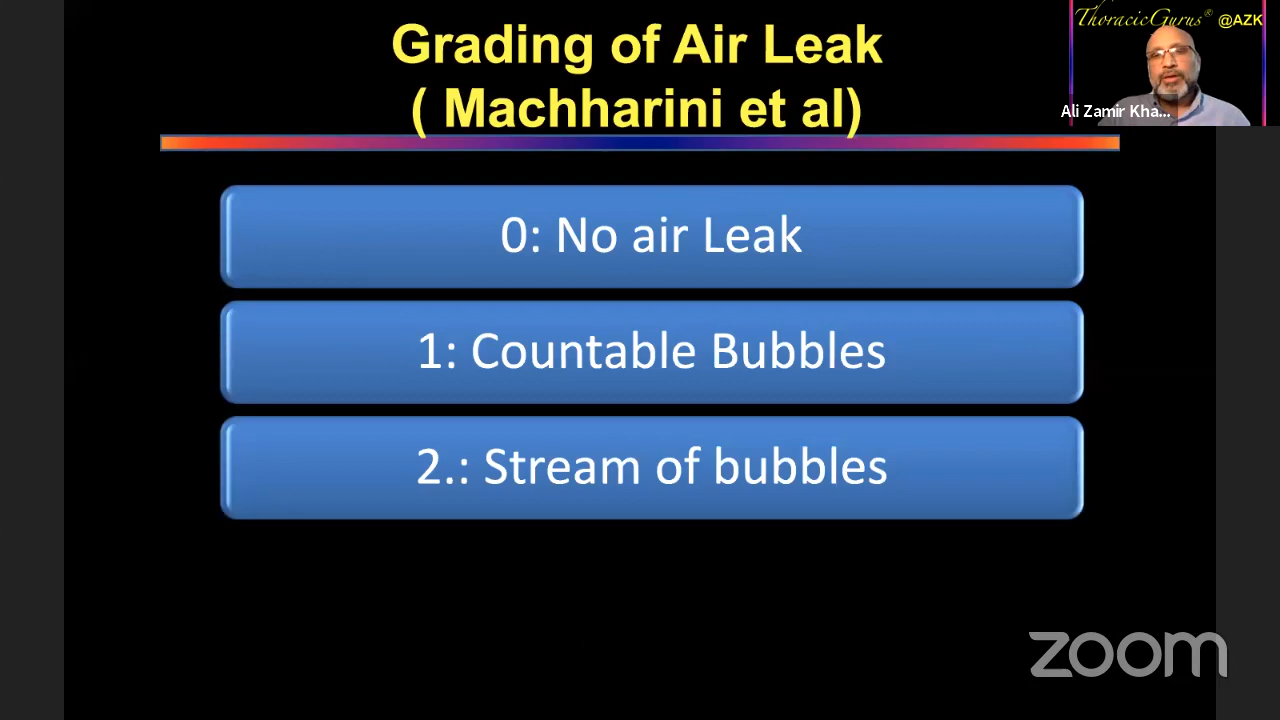 Grading of Air Leak
( Machharini et al)
ThoracicGurus® @AZK
Ali Zamir Kha...
0: No air Leak
1: Countable Bubbles
2.: Stream of bubbles
zoom